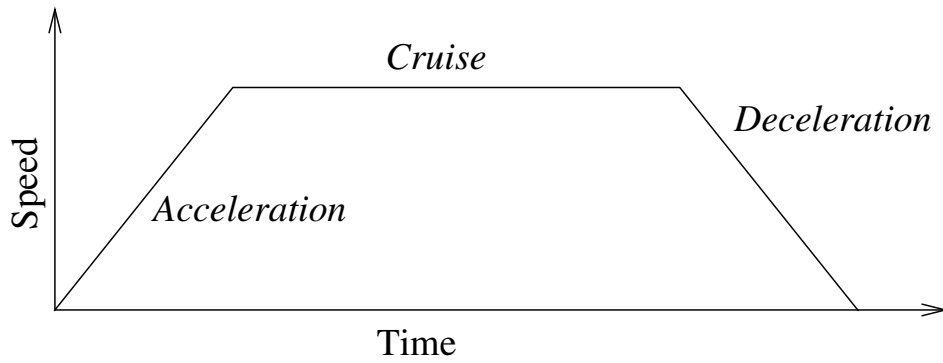 Cruise
Deceleration
Speed
Acceleration
Time